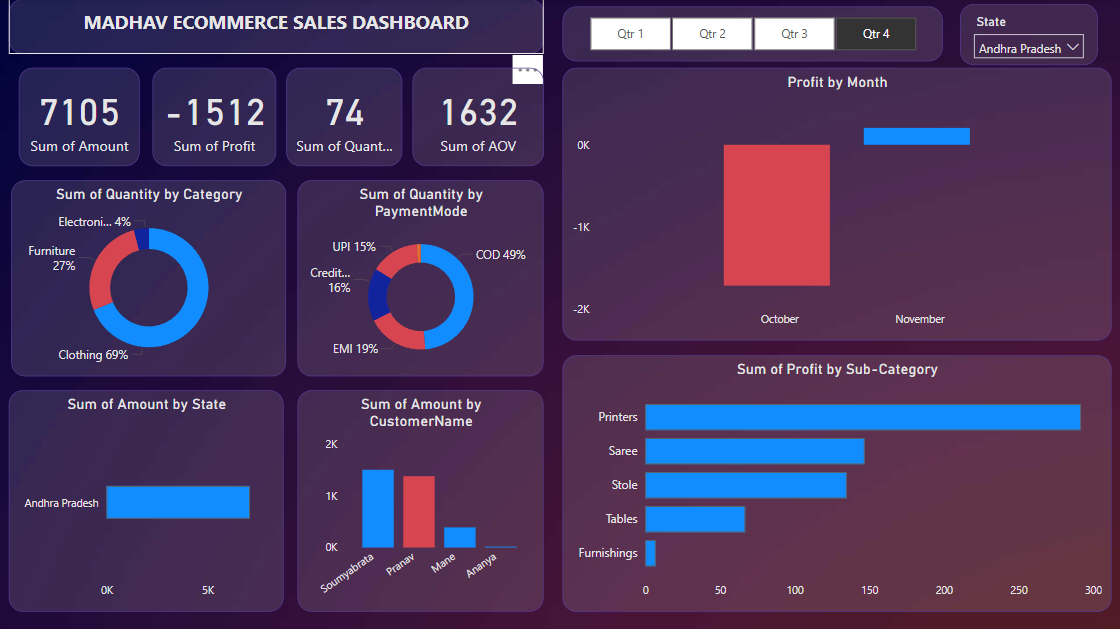 MADHAV ECOMMERCE SALES DASHBOARD
Qtr 1
Qtr 2
Qtr 3
Qtr 4
State
Andhra Pradesh
7105
Sum of Amount
-1512
Sum of Profit
74
Sum of Quant...
1632
Sum of AOV
Profit by Month
0K
-1K
-2K
October
November
Sum of Quantity by Category
Electroni... 4%
Furniture
27%
Clothing 69%
Sum of Quantity by
PaymentMode
UPI 15%
COD 49%
Credit...
16%
EMI 19%
Sum of Amount by State
Andhra Pradesh
0K
5K
Sum of Amount by
CustomerName
2K
1K
0K
Soumyabrata
Pranav
Mane
Ananya
Sum of Profit by Sub-Category
Printers
Saree
Stole
Tables
Furnishings
0
50
100
150
200
250
300